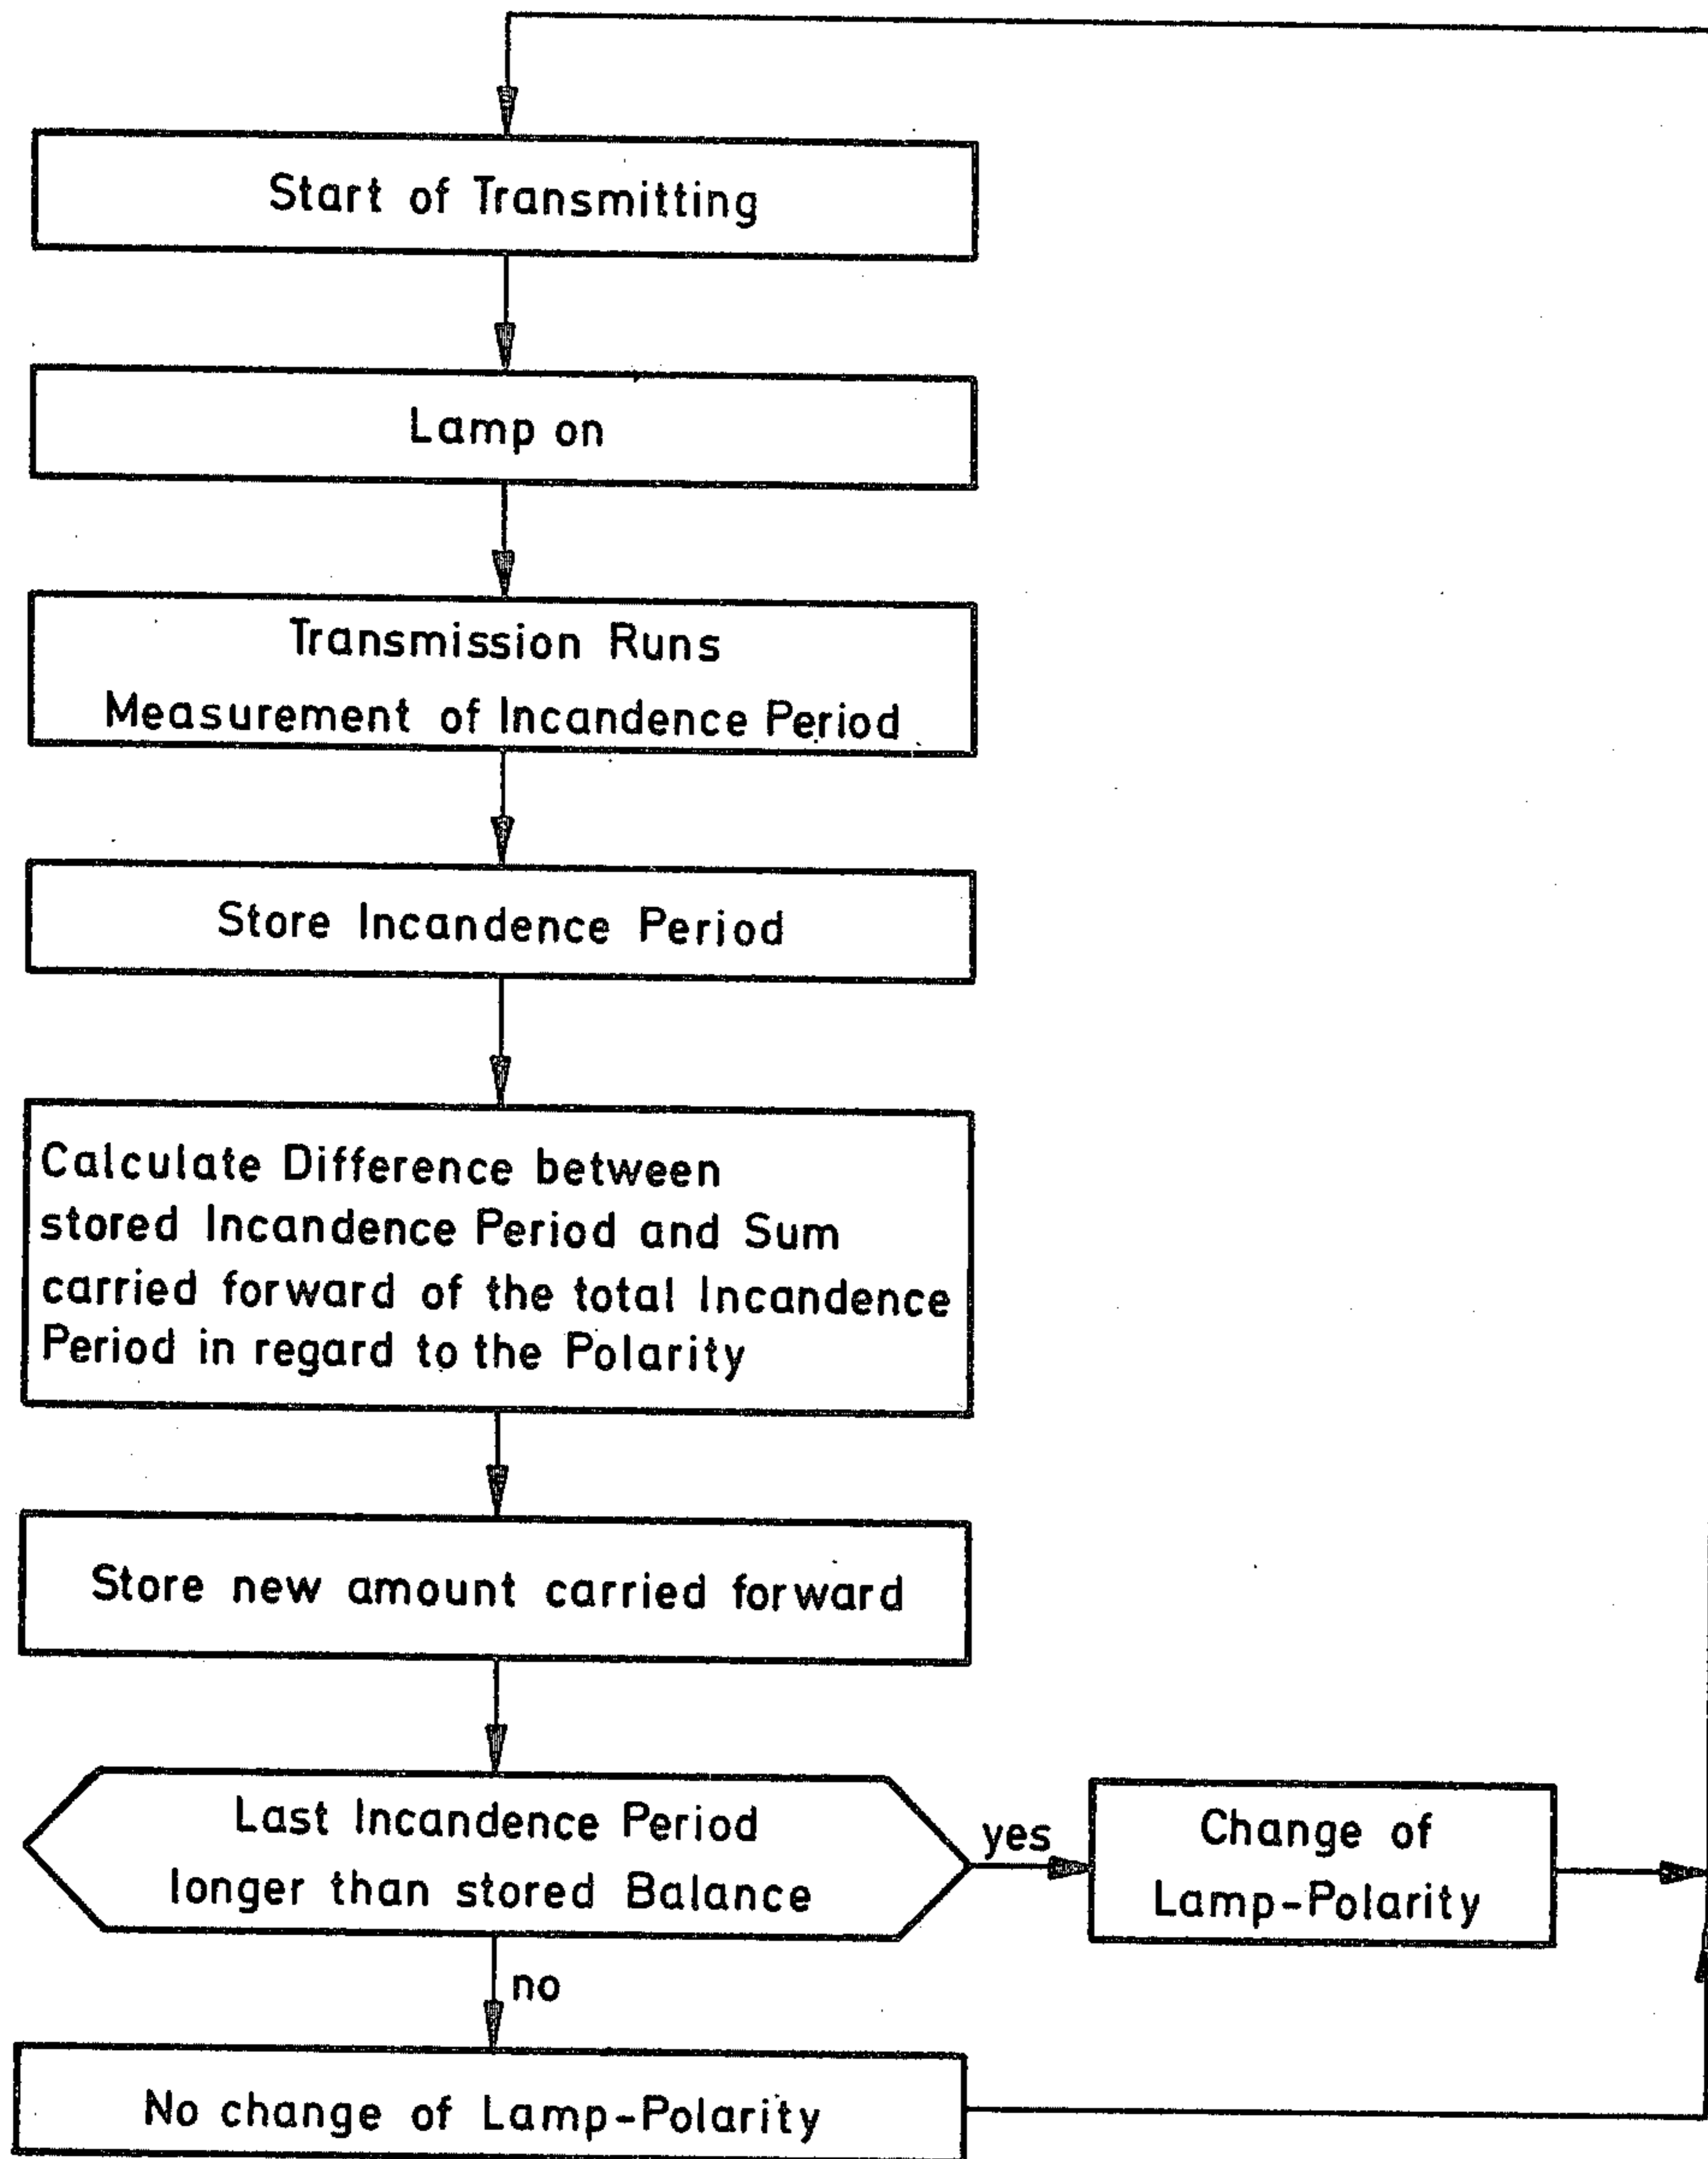 Start of Transmitting
Lamp on
Transmission Runs
Measurement of Incandence Period
Store Incandence Period
Calculate Difference between
stored Incandence Period and Sum
carried forward of the total Incandence
Period in regard to the Polarity
Store new amount carried forward
Last Incandence Period
longer than stored Balance
yes
Change of
Lamp-Polarity
no
No change of Lamp-Polarity